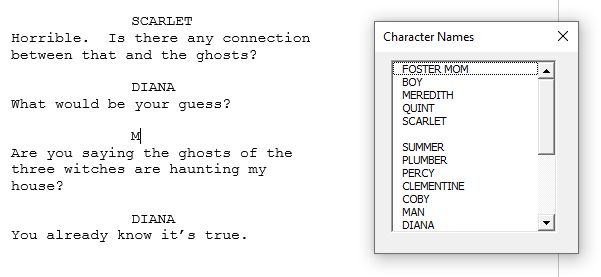 SCARLET
Horrible.  Is there any connection
between that and the ghosts?
DIANA
What would be your guess?
M
Are you saying the ghosts of the
three witches are haunting my
house?
DIANA
You already know it’s true.
Character Names
FOSTER MOM
BOY
MEREDITH
QUINT
SCARLET
SUMMER
PLUMBER
PERCY
CLEMENTINE
COBY
MAN
DIANA